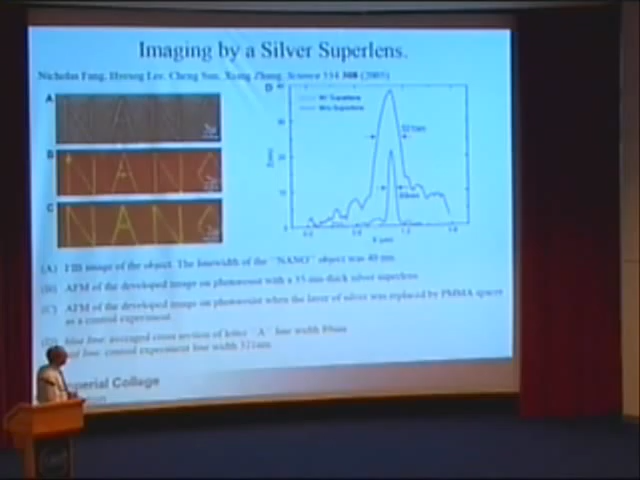 Imaging by a Silver Superlens.
Nicholas Fang, Hyesog Lee, Cheng Sun, Xiang Zhang, Science 534 308 (2005)
A
B
C
D
321nm
89nm
(A) FIB image of the object. The linewidth of the "NANO" object was 40 nm.
(B) AFM of the developed image on photoresist with a 35-nm-thick silver superlens.
(C) AFM of the developed image on photoresist when the layer of silver was replaced by PMMA spacer
as a control experiment.
blue line: averaged cross section of letter "A" line width 89nm
line: control experiment line width 321nm.
perial College